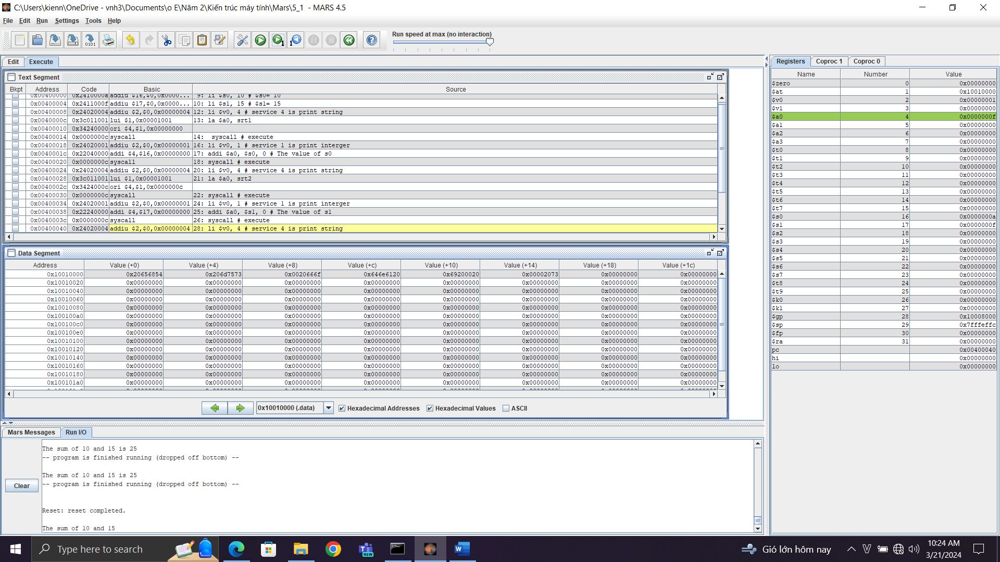 C:\Users\kienn\OneDrive - vnh3\Documents\o E\Năm 2\Kiến trúc máy tính\Mars\5_1 - MARS 4.5
File Edit Run Settings Tools Help
Run speed at max (no interaction)
Edit Execute
Text Segment
Bkpt Address Code Basic Source
0x00400000 0x2410000a addiu $16,$0,0x0000... 9: li $s0, 10 # $s0= 10
0x00400004 0x2411000f addiu $17,$0,0x0000... 10: li $s1, 15 # $s1= 15
0x00400008 0x24020004 addiu $2,$0,0x00000004 12: li $v0, 4 # service 4 is print string
0x0040000c 0x3c011001 lui $1,0x00001001 13: la $a0, srt1
0x00400010 0x34240000 ori $4,$1,0x00000000
0x00400014 0x0000000c syscall 14: syscall # execute
0x00400018 0x24020001 addiu $2,$0,0x00000001 16: li $v0, 1 # service 1 is print interger
0x0040001c 0x22040000 addi $4,$16,0x00000000 17: addi $a0, $s0, 0 # The value of s0
0x00400020 0x0000000c syscall 18: syscall # execute
0x00400024 0x24020004 addiu $2,$0,0x00000004 20: li $v0, 4 # service 4 is print string
0x00400028 0x3c011001 lui $1,0x00001001 21: la $a0, srt2
0x0040002c 0x3424000c ori $4,$1,0x0000000c
0x00400030 0x0000000c syscall 22: syscall # execute
0x00400034 0x24020001 addiu $2,$0,0x00000001 24: li $v0, 1 # service 1 is print interger
0x00400038 0x22240000 addi $4,$17,0x00000000 25: addi $a0, $s1, 0 # The value of s1
0x0040003c 0x0000000c syscall 26: syscall # execute
0x00400040 0x24020004 addiu $2,$0,0x00000004 28: li $v0, 4 # service 4 is print string
Data Segment
Address Value (+0) Value (+4) Value (+8) Value (+c) Value (+10) Value (+14) Value (+18) Value (+1c)
0x10010000 0x20656854 0x206d7573 0x0020666f 0x646e6120 0x69200020 0x00002073 0x00000000 0x00000000
0x10010020 0x00000000 0x00000000 0x00000000 0x00000000 0x00000000 0x00000000 0x00000000 0x00000000
0x10010040 0x00000000 0x00000000 0x00000000 0x00000000 0x00000000 0x00000000 0x00000000 0x00000000
0x10010060 0x00000000 0x00000000 0x00000000 0x00000000 0x00000000 0x00000000 0x00000000 0x00000000
0x10010080 0x00000000 0x00000000 0x00000000 0x00000000 0x00000000 0x00000000 0x00000000 0x00000000
0x100100a0 0x00000000 0x00000000 0x00000000 0x00000000 0x00000000 0x00000000 0x00000000 0x00000000
0x100100c0 0x00000000 0x00000000 0x00000000 0x00000000 0x00000000 0x00000000 0x00000000 0x00000000
0x100100e0 0x00000000 0x00000000 0x00000000 0x00000000 0x00000000 0x00000000 0x00000000 0x00000000
0x10010100 0x00000000 0x00000000 0x00000000 0x00000000 0x00000000 0x00000000 0x00000000 0x00000000
0x10010120 0x00000000 0x00000000 0x00000000 0x00000000 0x00000000 0x00000000 0x00000000 0x00000000
0x10010140 0x00000000 0x00000000 0x00000000 0x00000000 0x00000000 0x00000000 0x00000000 0x00000000
0x10010160 0x00000000 0x00000000 0x00000000 0x00000000 0x00000000 0x00000000 0x00000000 0x00000000
0x10010180 0x00000000 0x00000000 0x00000000 0x00000000 0x00000000 0x00000000 0x00000000 0x00000000
0x100101a0 0x00000000 0x00000000 0x00000000 0x00000000 0x00000000 0x00000000 0x00000000 0x00000000
0x10010000 (.data) Hexadecimal Addresses Hexadecimal Values ASCII
Mars Messages Run I/O
Clear
The sum of 10 and 15 is 25
-- program is finished running (dropped off bottom) --
The sum of 10 and 15 is 25
-- program is finished running (dropped off bottom) --
Reset: reset completed.
The sum of 10 and 15
Registers Coproc 1 Coproc 0
Name Number Value
$zero 0 0x00000000
$at 1 0x10010000
$v0 2 0x00000001
$v1 3 0x00000000
$a0 4 0x0000000f
$a1 5 0x00000000
$a2 6 0x00000000
$a3 7 0x00000000
$t0 8 0x00000000
$t1 9 0x00000000
$t2 10 0x00000000
$t3 11 0x00000000
$t4 12 0x00000000
$t5 13 0x00000000
$t6 14 0x00000000
$t7 15 0x00000000
$s0 16 0x0000000a
$s1 17 0x0000000f
$s2 18 0x00000000
$s3 19 0x00000000
$s4 20 0x00000000
$s5 21 0x00000000
$s6 22 0x00000000
$s7 23 0x00000000
$t8 24 0x00000000
$t9 25 0x00000000
$k0 26 0x00000000
$k1 27 0x00000000
$gp 28 0x10008000
$sp 29 0x7fffeffc
$fp 30 0x00000000
$ra 31 0x00000000
pc 0x00400040
hi 0x00000000
lo 0x00000000
Type here to search
NEW
Gió lớn hôm nay
10:24 AM
3/21/2024